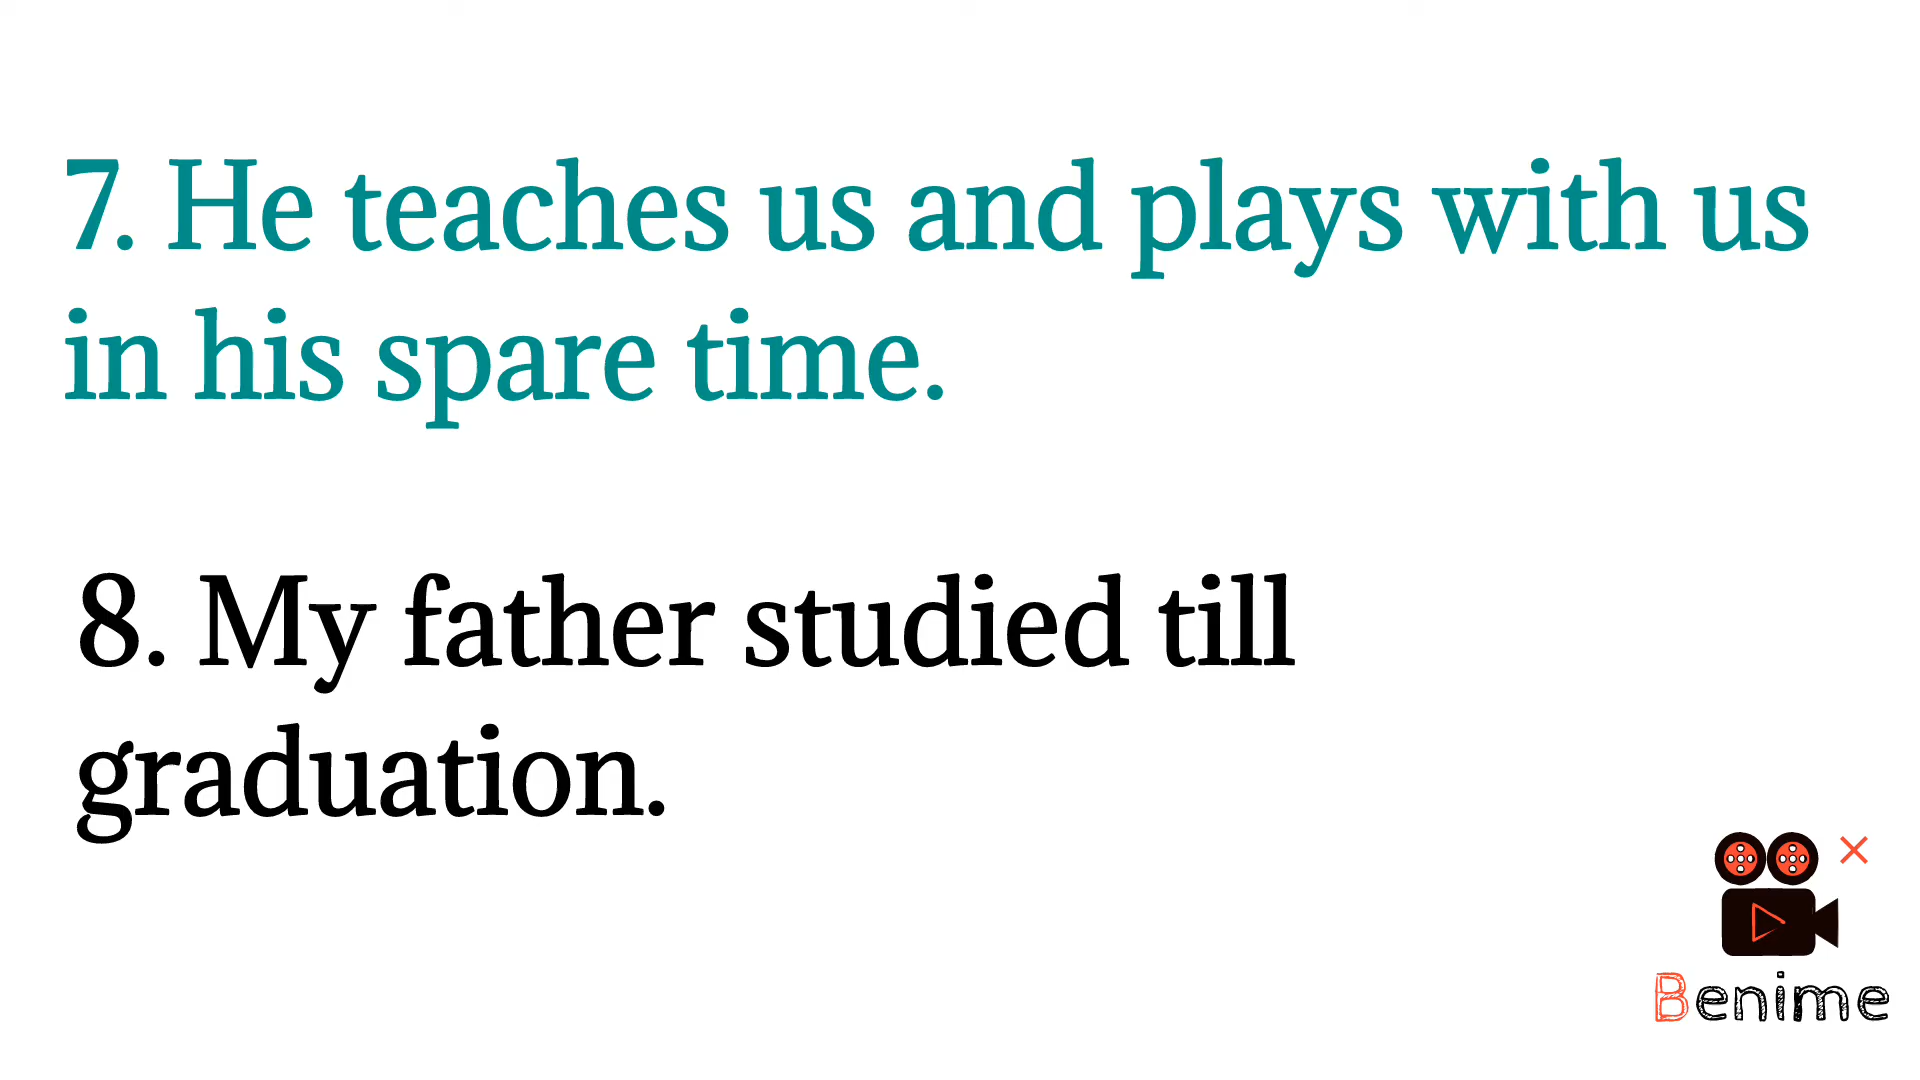 7. He teaches us and plays with us
in his spare time.
8. My father studied till
graduation.
Benime